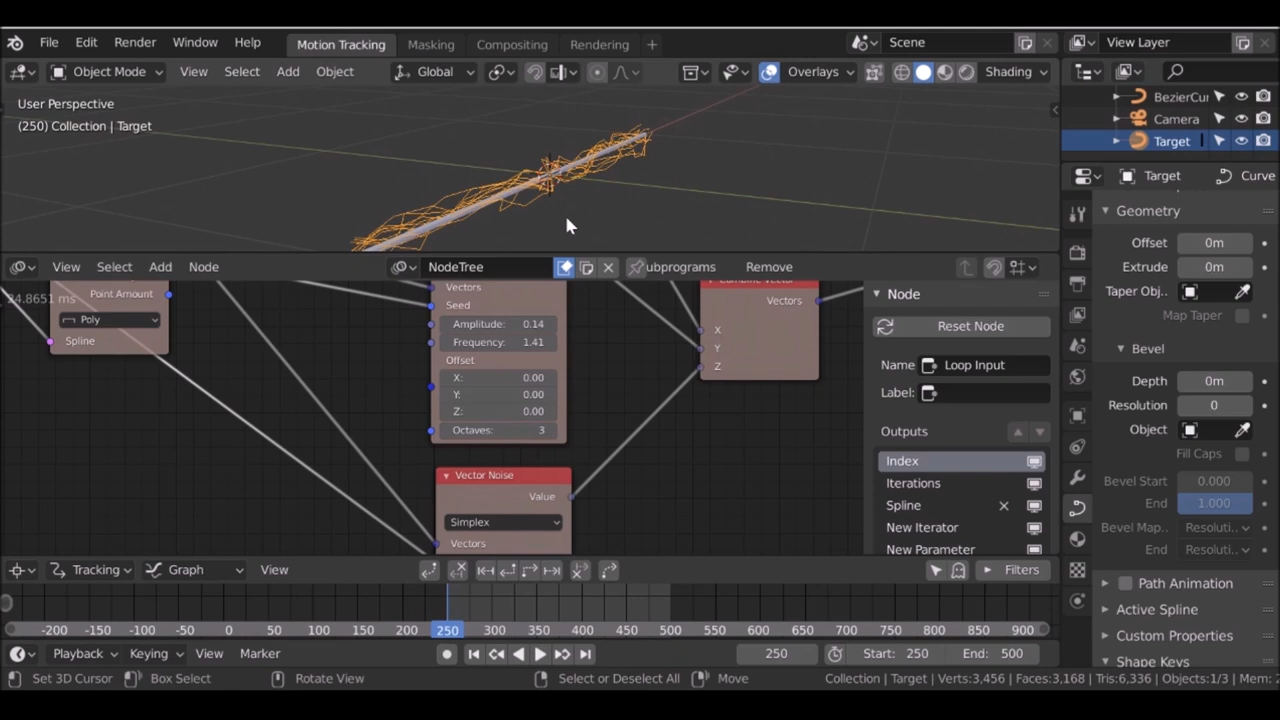 File Edit Render Window Help Motion Tracking Masking Compositing Rendering + Scene View Layer
Object Mode View Select Add Object Global Overlays Shading
User Perspective
(250) Collection | Target
BezierCur
Camera
Target
Target Curve
Geometry
Offset 0m
Extrude 0m
Taper Obj..
Map Taper
Bevel
Depth 0m
Resolution 0
Object
Fill Caps
Bevel Start 0.000
End 1.000
Bevel Map.. Resoluti..
End Resoluti..
Path Animation
Active Spline
Custom Properties
Shape Keys
View Select Add Node NodeTree ubprograms Remove
24.8651 ms
Point Amount
Poly
Spline
Vectors
Seed
Amplitude: 0.14
Frequency: 1.41
Offset
X: 0.00
Y: 0.00
Z: 0.00
Octaves: 3
Vector Noise
Value
Simplex
Vectors
Combine Vector
Vectors
X
Y
Z
Node
Reset Node
Name Loop Input
Label:
Outputs
Index
Iterations
Spline
New Iterator
New Parameter
Tracking Graph View Filters
-200 -150 -100 -50 0 50 100 150 200 250 300 350 400 450 500 550 600 650 700 750 800 850 900
Playback Keying View Marker 250 Start: 250 End: 500
Set 3D Cursor Box Select Rotate View Select or Deselect All Move Collection | Target | Verts:3,456 | Faces:3,168 | Tris:6,336 | Objects:1/3 | Mem: 2